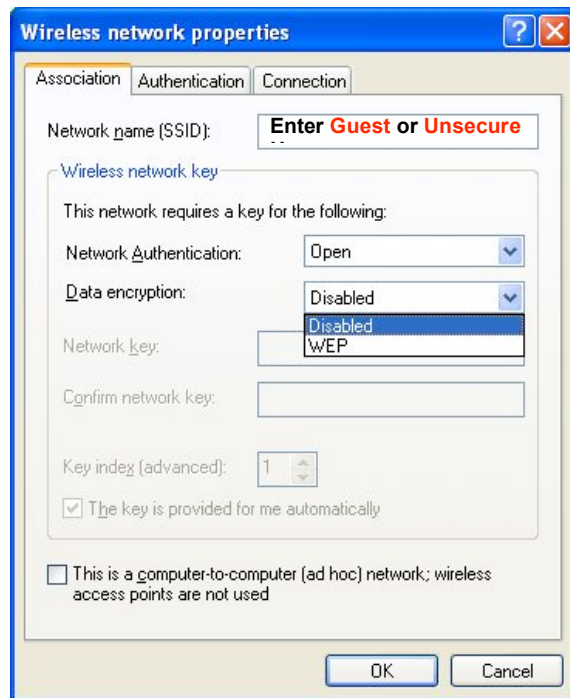 Wireless network properties
Association Authentication Connection
Network name (SSID): Enter Guest or Unsecure
Wireless network key
This network requires a key for the following:
Network Authentication: Open
Data encryption: Disabled
Disabled
WEP
Network key:
Confirm network key:
Key index (advanced): 1
The key is provided for me automatically
This is a computer-to-computer (ad hoc) network; wireless
access points are not used
OK Cancel